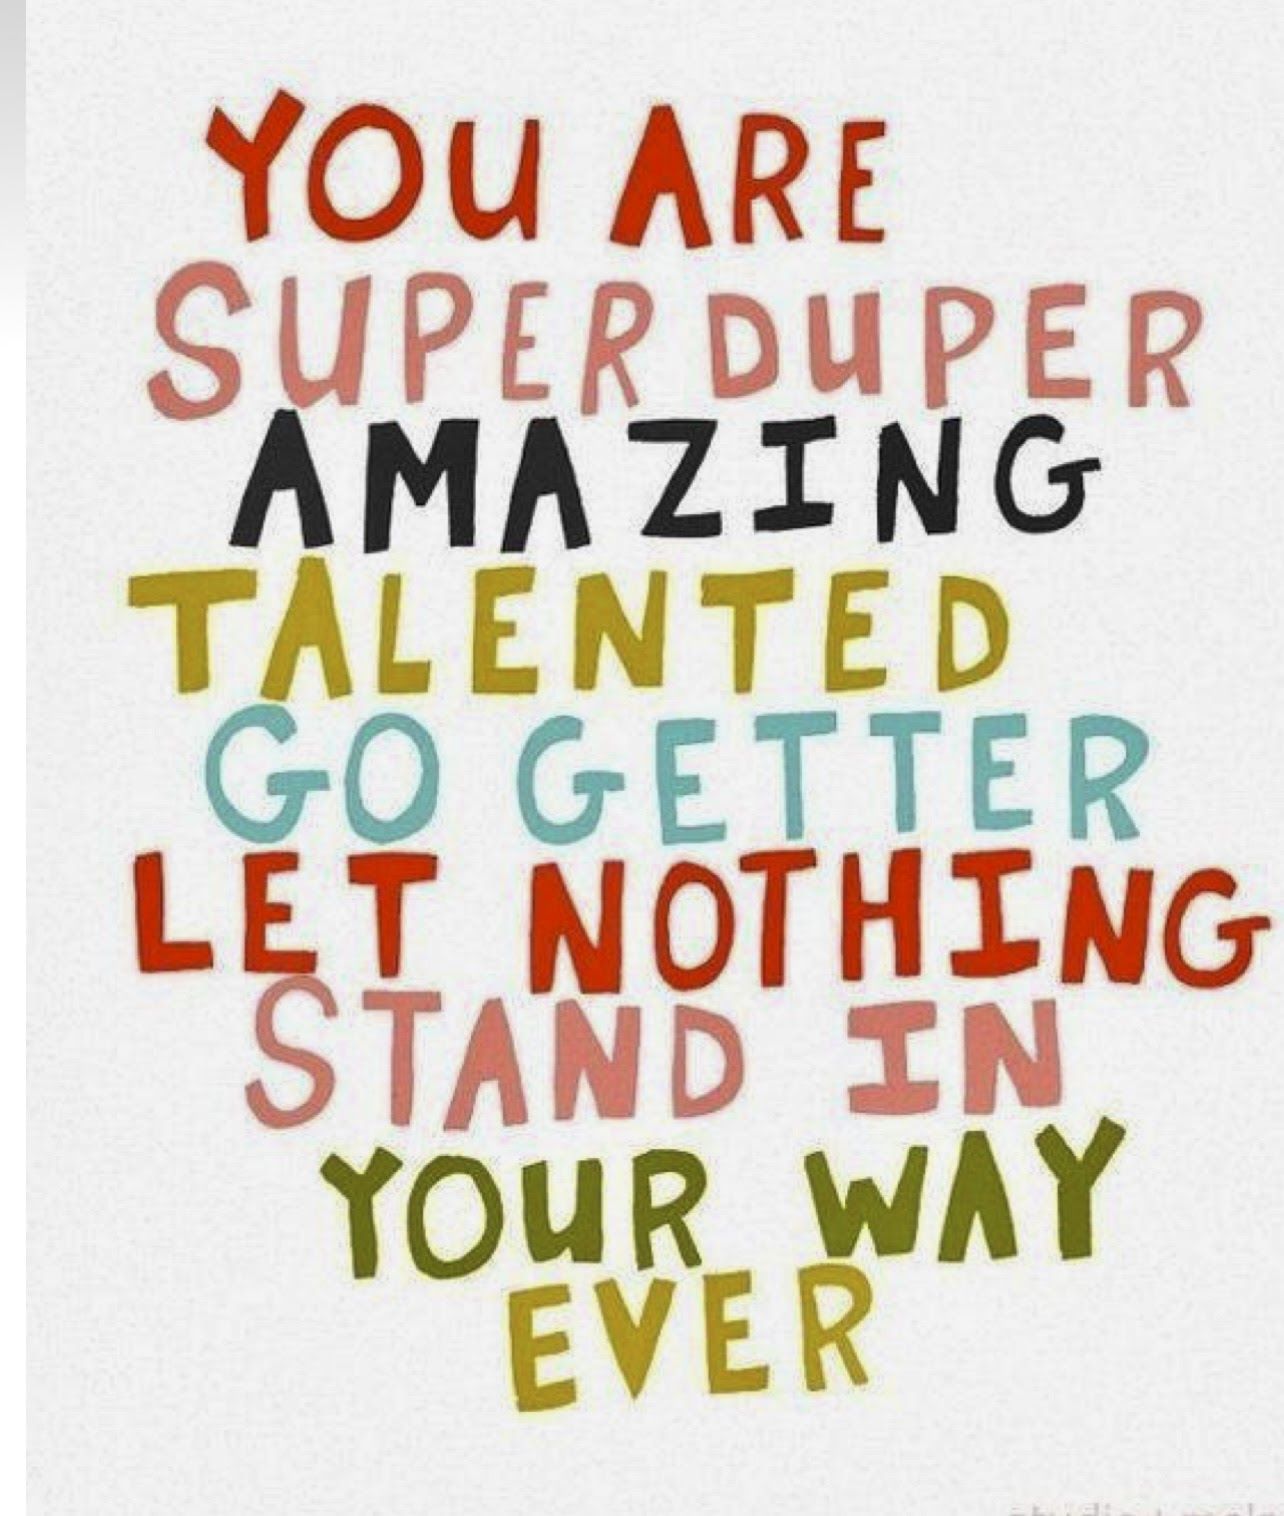 YOU ARE
SUPER DUPER
AMAZING
TALENTED
GO GETTER
LET NOTHING
STAND IN
YOUR WAY
EVER